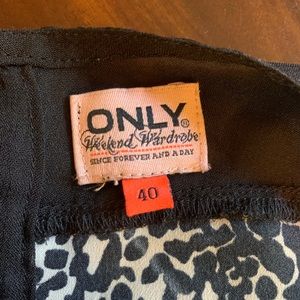 ONLY®
Weekend Wardrobe
SINCE FOREVER AND A DAY
40